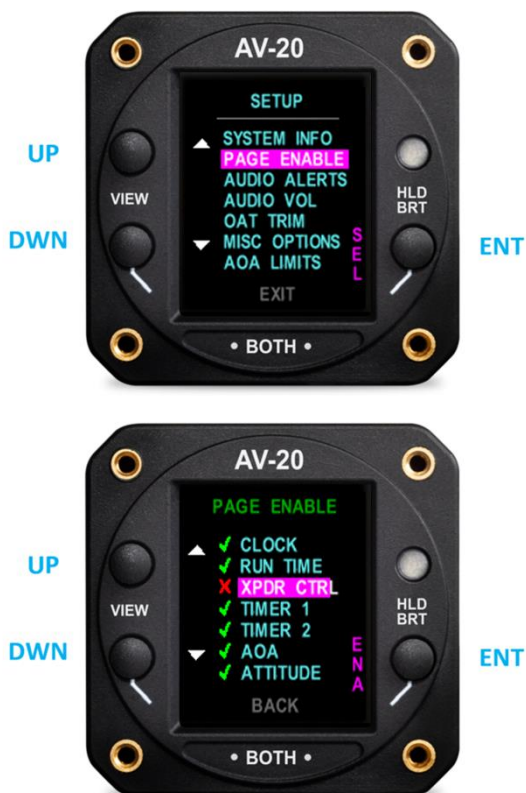 AV-20
SETUP
SYSTEM INFO
UP
PAGE ENABLE
AUDIO ALERTS
VIEW
AUDIO VOL
HLD
BRT
OAT TRIM
DWN
MISC OPTIONS
SEL
ENT
AOA LIMITS
EXIT
• BOTH •
AV-20
PAGE ENABLE
CLOCK
UP
RUN TIME
XPDR CTRL
VIEW
TIMER 1
HLD
BRT
TIMER 2
DWN
AOA
ENA
ENT
ATTITUDE
BACK
• BOTH •